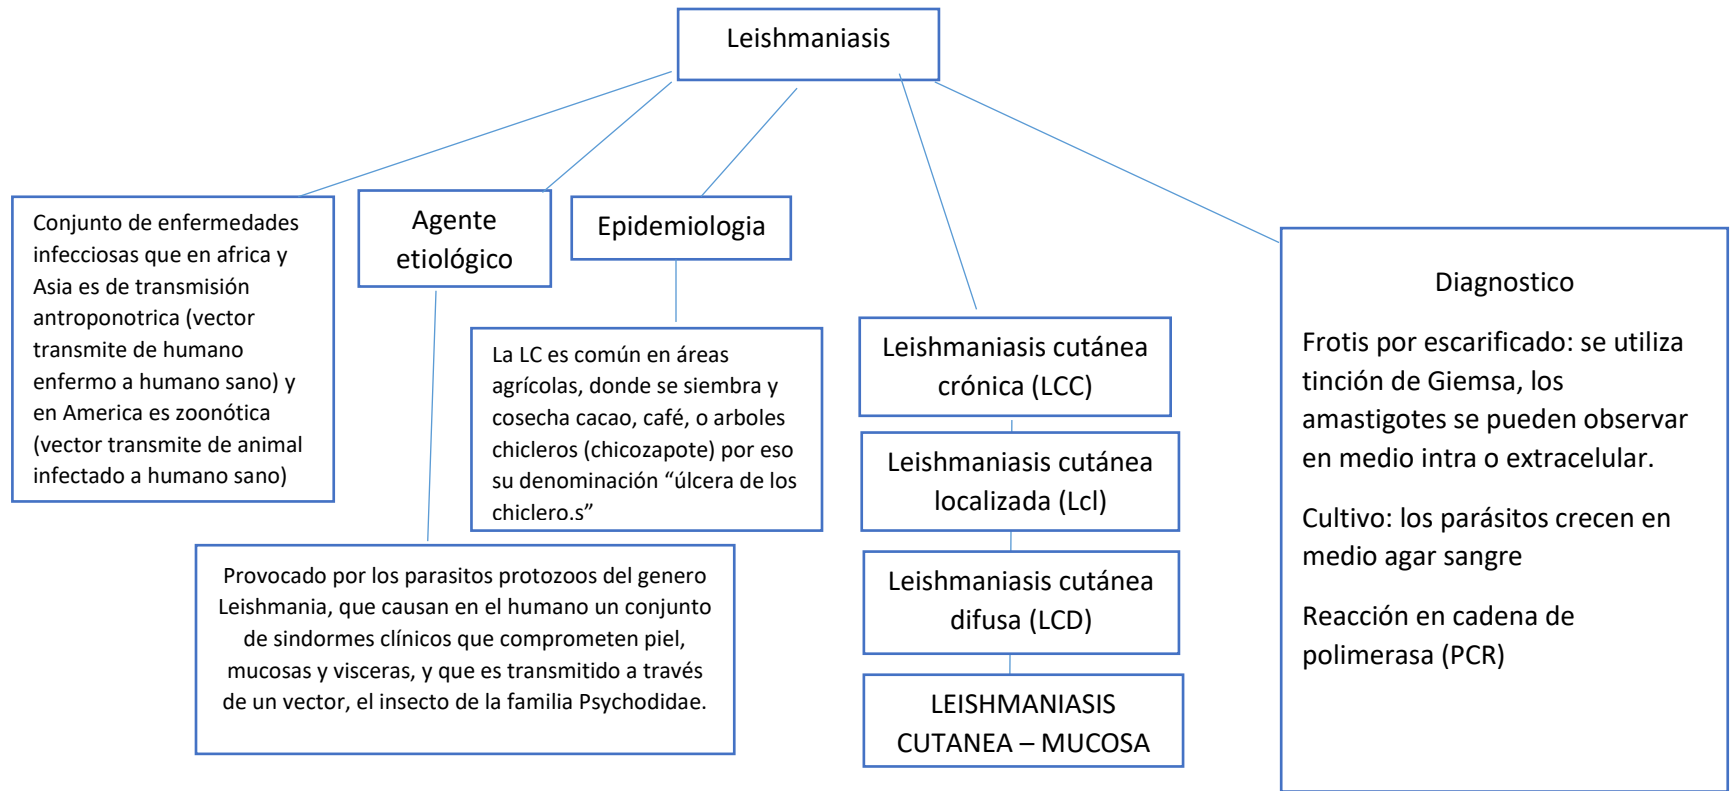 Leishmaniasis
Conjunto de enfermedades
infecciosas que en africa y
Asia es de transmisión
antroponotrica (vector
transmite de humano
enfermo a humano sano) y
en America es zoonótica
(vector transmite de animal
infectado a humano sano)
Agente
etiológico
Provocado por los parasitos protozoos del genero
Leishmania, que causan en el humano un conjunto
de sindormes clínicos que comprometen piel,
mucosas y visceras, y que es transmitido a través
de un vector, el insecto de la familia Psychodidae.
Epidemiologia
La LC es común en áreas
agrícolas, donde se siembra y
cosecha cacao, café, o arboles
chicleros (chicozapote) por eso
su denominación “úlcera de los
chiclero.s”
Leishmaniasis cutánea
crónica (LCC)
Leishmaniasis cutánea
localizada (Lcl)
Leishmaniasis cutánea
difusa (LCD)
LEISHMANIASIS
CUTANEA – MUCOSA
Diagnostico
Frotis por escarificado: se utiliza
tinción de Giemsa, los
amastigotes se pueden observar
en medio intra o extracelular.
Cultivo: los parásitos crecen en
medio agar sangre
Reacción en cadena de
polimerasa (PCR)